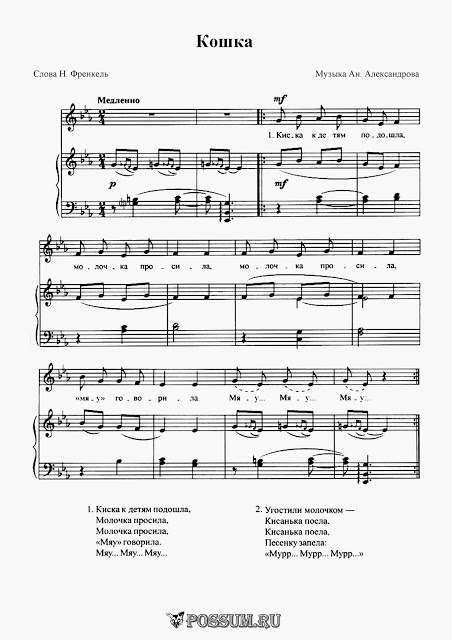 Кошка
Слова Н. Френкель
Музыка Ан. Александрова
Медленно
mf
1. Кис. ка к де. тям по. до. шла,
p
mf
мо. лоч. ка про. си. ла, мо. лоч. ка про. си. ла,
«мяу» го. во. ри. ла. Мя. у... Мя. у... Мя. у...
1. Киска к детям подошла,
Молочка просила,
Молочка просила,
«Мяу» говорила.
Мяу... Мяу... Мяу...
2. Угостили молочком —
Кисанька поела.
Кисанька поела,
Песенку запела:
«Мурр... Мурр... Мурр...»
POSSUM.RU